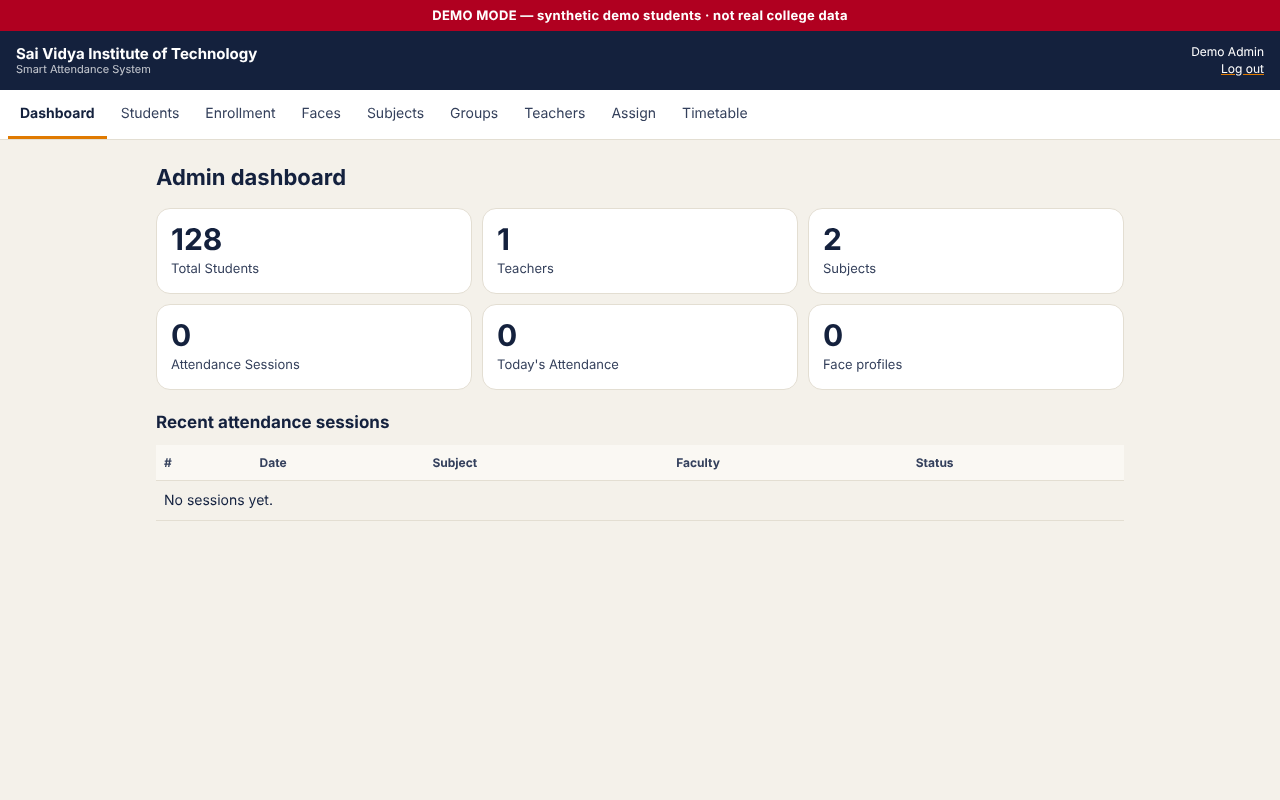 DEMO MODE — synthetic demo students · not real college data
Sai Vidya Institute of Technology
Smart Attendance System
Demo Admin
Log out
Dashboard Students Enrollment Faces Subjects Groups Teachers Assign Timetable
Admin dashboard
128 1 2
Total Students Teachers Subjects
0 0 0
Attendance Sessions Today's Attendance Face profiles
Recent attendance sessions
# Date Subject Faculty Status
No sessions yet.